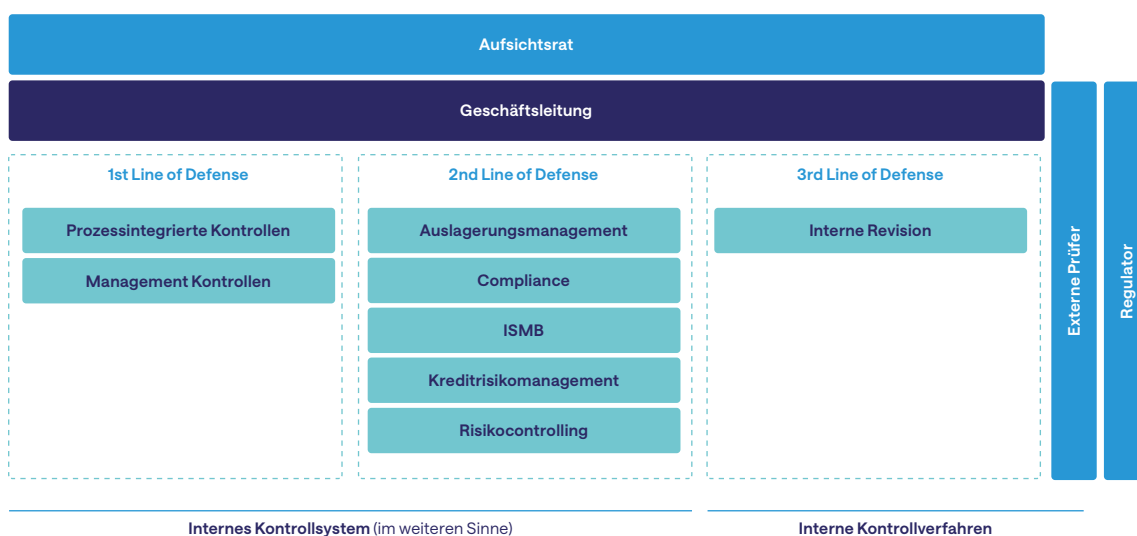 Aufsichtsrat
Geschäftsleitung
1st Line of Defense
Prozessintegrierte Kontrollen
Management Kontrollen
2nd Line of Defense
Auslagerungsmanagement
Compliance
ISMB
Kreditrisikomanagement
Risikocontrolling
3rd Line of Defense
Interne Revision
Externe Prüfer
Regulator
Internes Kontrollsystem (im weiteren Sinne)
Interne Kontrollverfahren